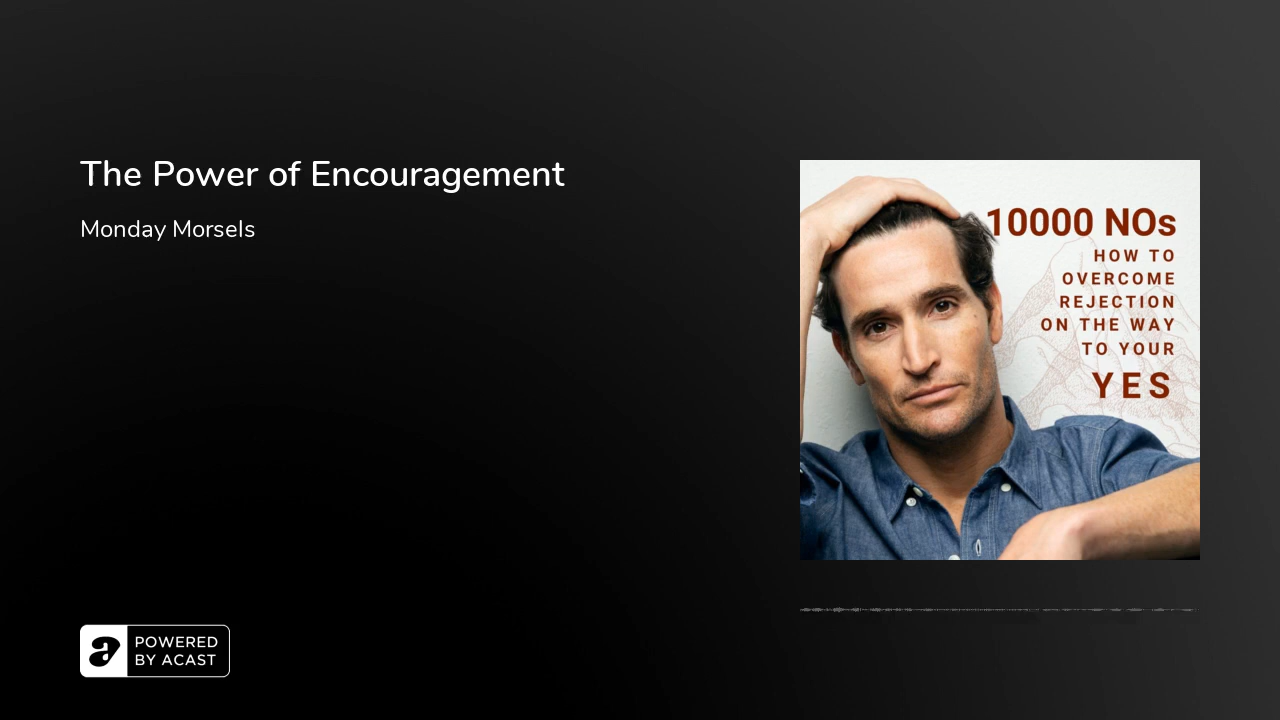 The Power of Encouragement
Monday Morsels
10000 NOs
HOW TO
OVERCOME
REJECTION
ON THE WAY
TO YOUR
YES
POWERED
BY ACAST